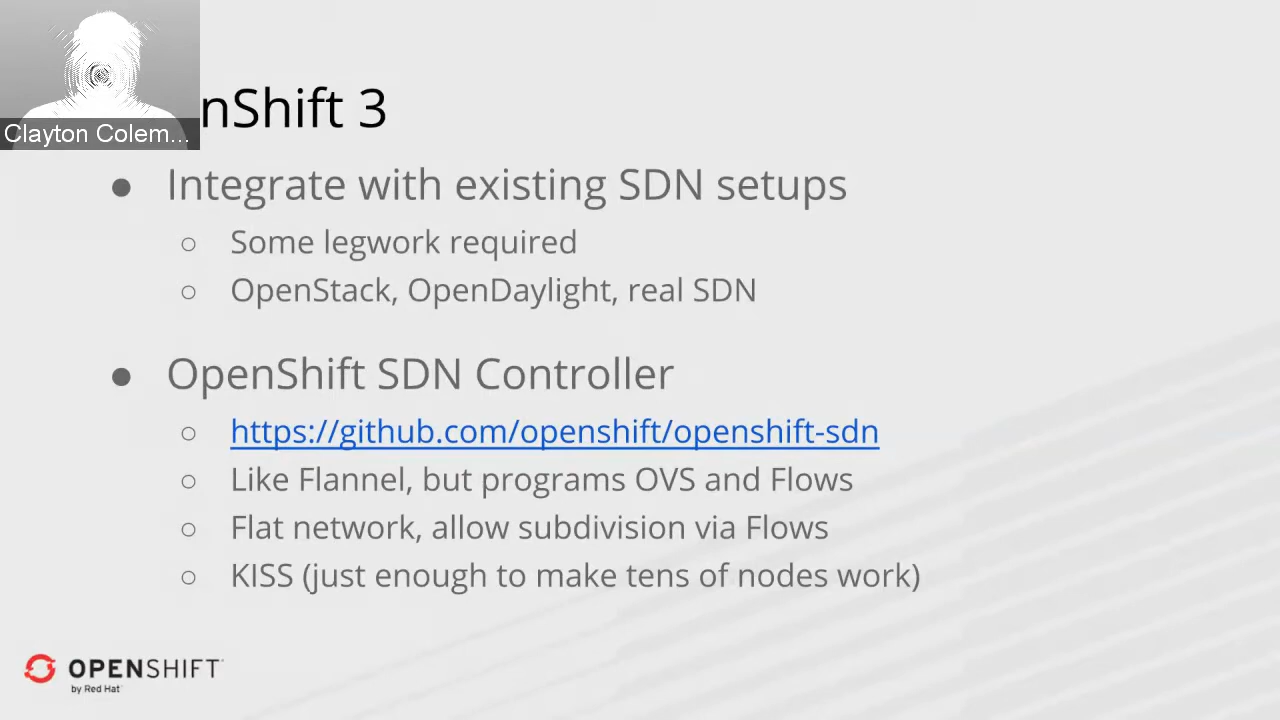 nShift 3
Clayton Colem...
● Integrate with existing SDN setups
○ Some legwork required
○ OpenStack, OpenDaylight, real SDN
● OpenShift SDN Controller
○ https://github.com/openshift/openshift-sdn
○ Like Flannel, but programs OVS and Flows
○ Flat network, allow subdivision via Flows
○ KISS (just enough to make tens of nodes work)
OPENSHIFT
by Red Hat